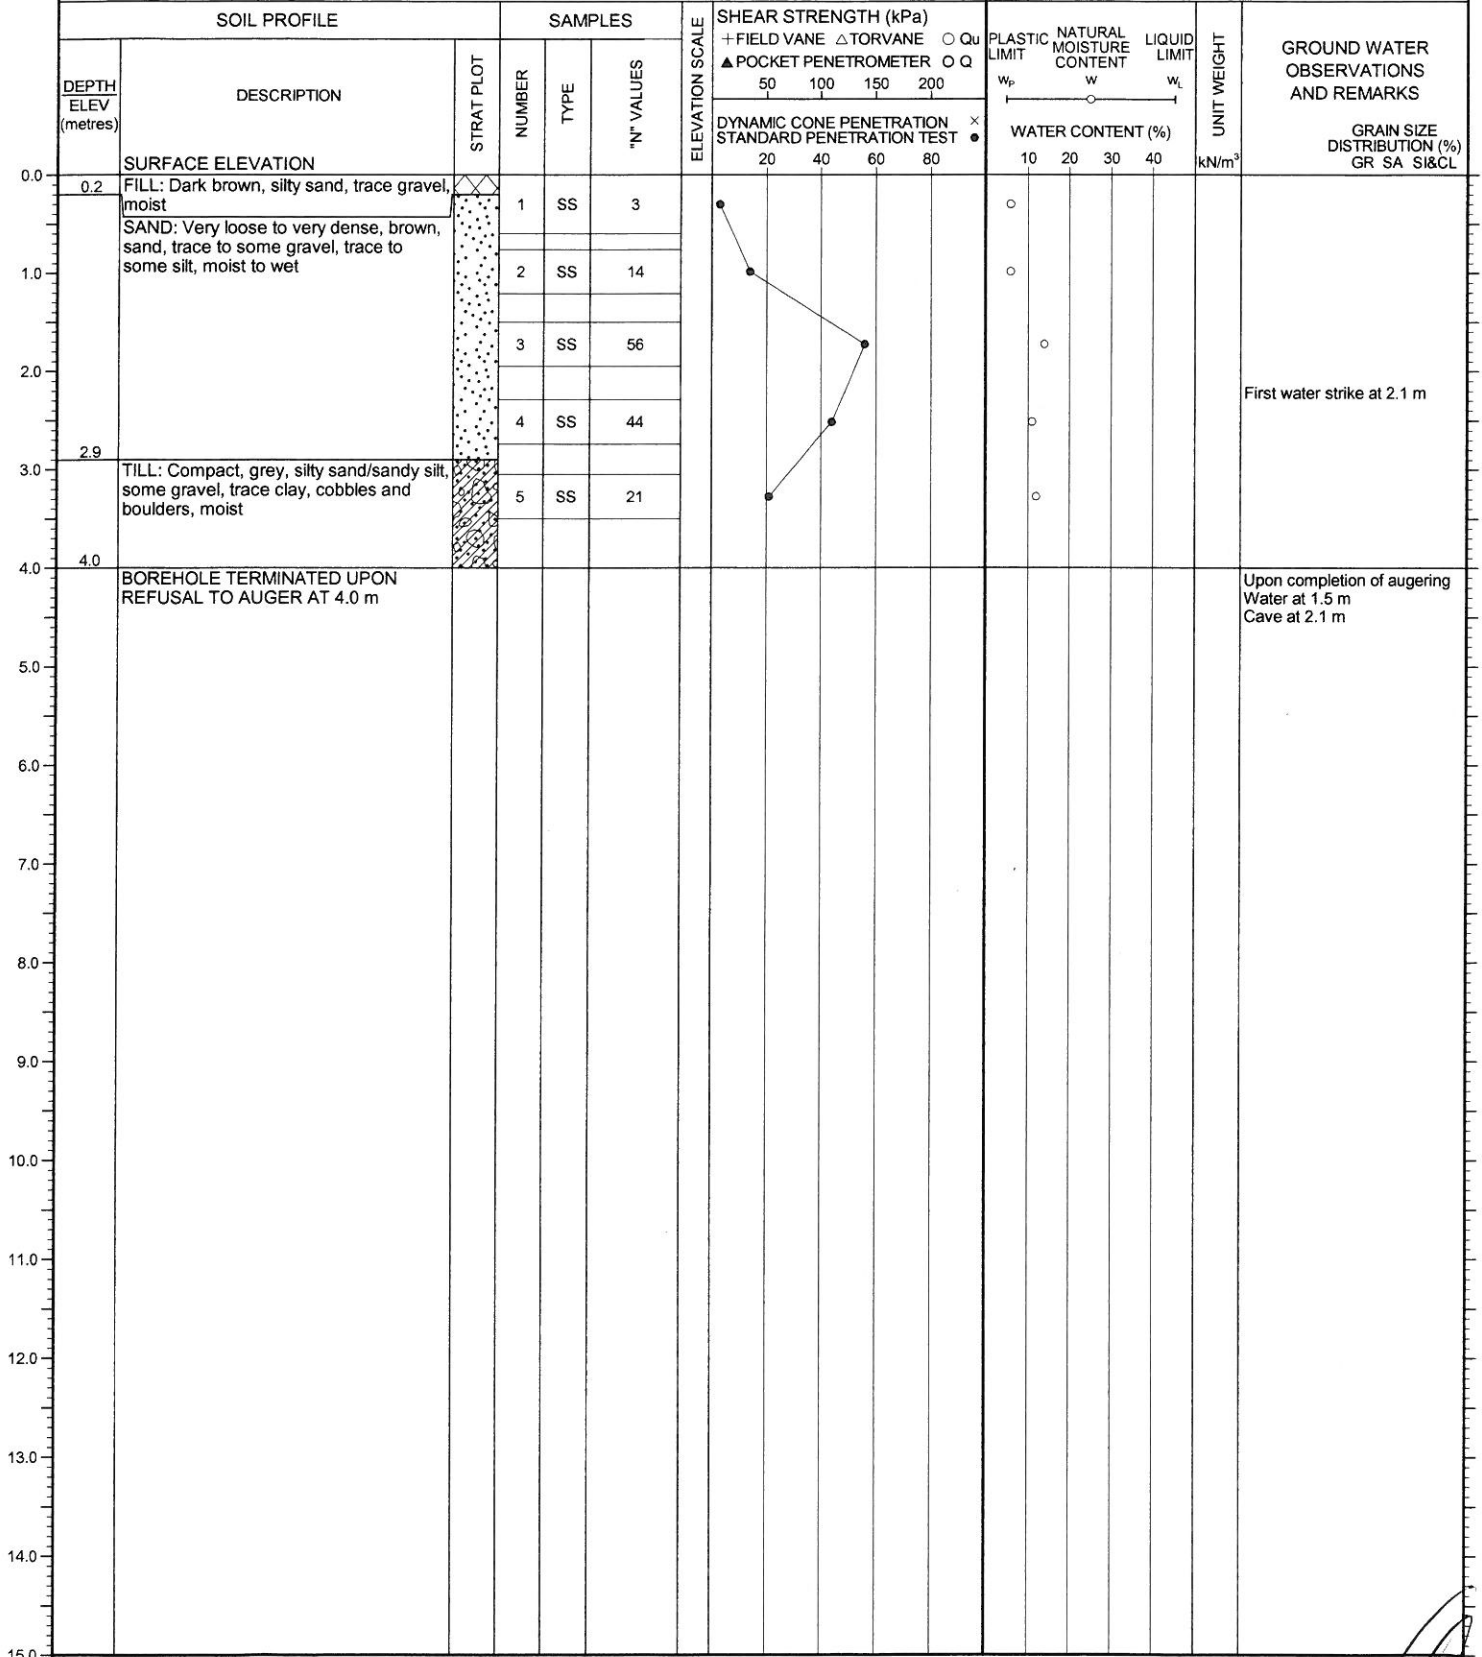 SOIL PROFILE
SAMPLES
ELEVATION SCALE
SHEAR STRENGTH (kPa)
+ FIELD VANE △ TORVANE ○ Qu
▲ POCKET PENETROMETER ○ Q
50 100 150 200
DYNAMIC CONE PENETRATION ×
STANDARD PENETRATION TEST ●
20 40 60 80
PLASTIC LIMIT
NATURAL MOISTURE CONTENT
LIQUID LIMIT
WP W WL
WATER CONTENT (%)
10 20 30 40
UNIT WEIGHT
kN/m³
GROUND WATER
OBSERVATIONS
AND REMARKS
GRAIN SIZE
DISTRIBUTION (%)
GR SA SI&CL
DEPTH
ELEV
(metres)
DESCRIPTION
STRAT PLOT
NUMBER
TYPE
"N" VALUES
SURFACE ELEVATION
0.0
0.2
FILL: Dark brown, silty sand, trace gravel,
moist
1 SS 3
SAND: Very loose to very dense, brown,
sand, trace to some gravel, trace to
some silt, moist to wet
1.0
2 SS 14
3 SS 56
2.0
First water strike at 2.1 m
4 SS 44
2.9
3.0
TILL: Compact, grey, silty sand/sandy silt,
some gravel, trace clay, cobbles and
boulders, moist
5 SS 21
4.0
4.0
BOREHOLE TERMINATED UPON
REFUSAL TO AUGER AT 4.0 m
Upon completion of augering
Water at 1.5 m
Cave at 2.1 m
5.0
6.0
7.0
8.0
9.0
10.0
11.0
12.0
13.0
14.0
15.0